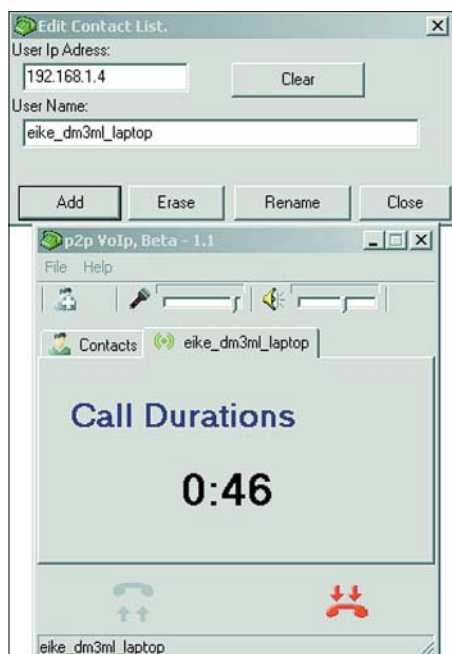 Edit Contact List.
User Ip Adress:
192.168.1.4
Clear
User Name:
eike_dm3ml_laptop
Add Erase Rename Close
p2p VoIp, Beta - 1.1
File Help
Contacts eike_dm3ml_laptop
Call Durations
0:46
eike_dm3ml_laptop